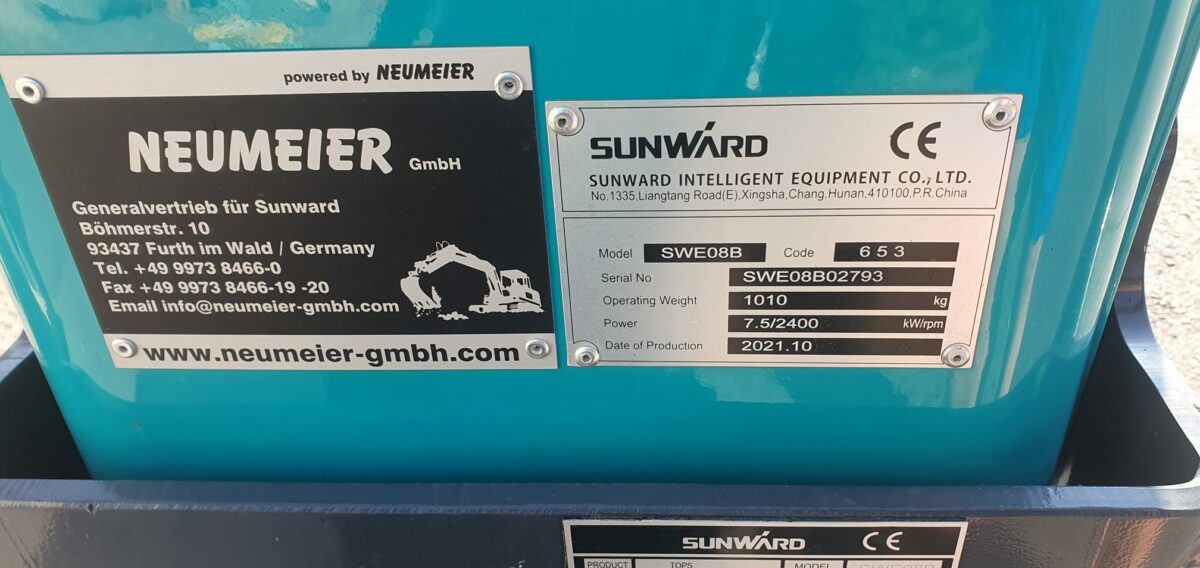 powered by NEUMEIER
NEUMEIER GmbH
Generalvertrieb für Sunward
Böhmerstr. 10
93437 Furth im Wald / Germany
Tel. +49 9973 8466-0
Fax +49 9973 8466-19 -20
Email info@neumeier-gmbh.com
www.neumeier-gmbh.com
SUNWARD CE
SUNWARD INTELLIGENT EQUIPMENT CO., LTD.
No.1335,Liangtang Road(E),Xingsha,Chang,Hunan,410100,P.R.China
Model SWE08B Code 653
Serial No SWE08B02793
Operating Weight 1010 kg
Power 7.5/2400 kW/rpm
Date of Production 2021.10
SUNWARD CE
PRODUCT TOPS MODEL SWE08B